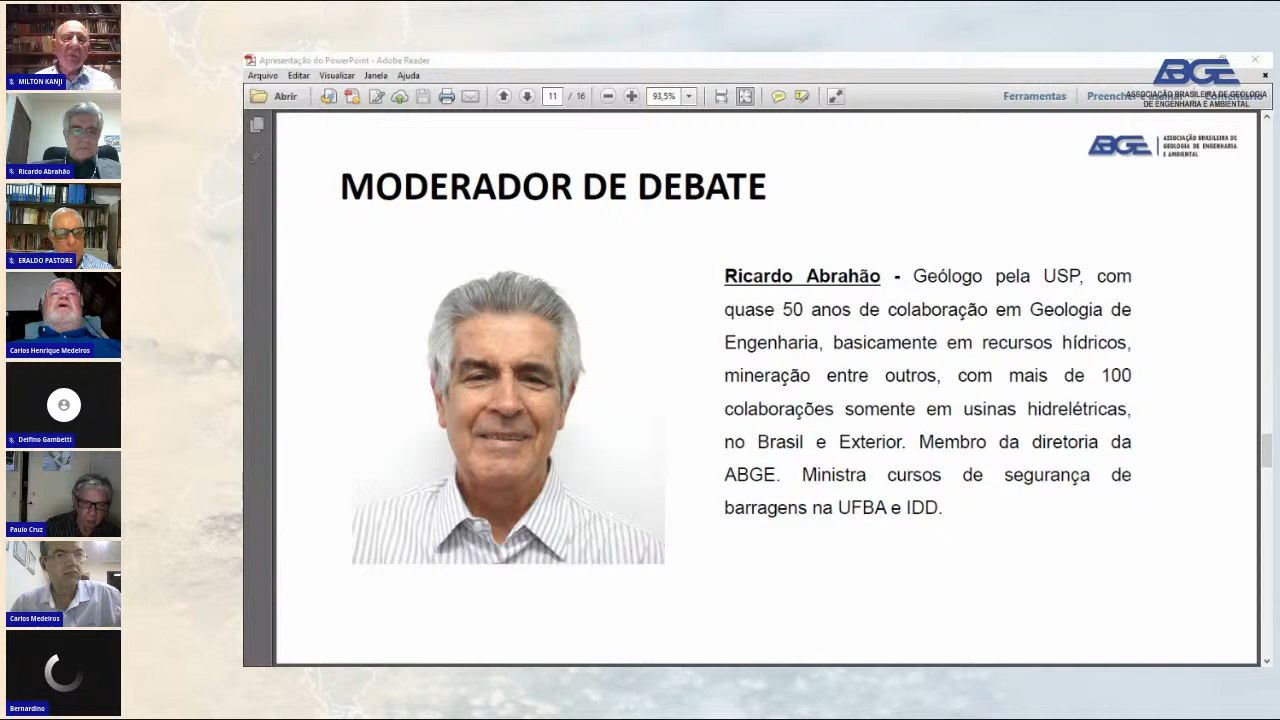 MILTON KANJI
Ricardo Abrahão
ERALDO PASTORE
Carlos Henrique Medeiros
Delfino Gambetti
Paulo Cruz
Carlos Medeiros
Bernardino
Apresentação do PowerPoint - Adobe Reader
Arquivo Editar Visualizar Janela Ajuda
Abrir 11 / 16 93,5% Ferramentas
ABGE
ASSOCIAÇÃO BRASILEIRA DE GEOLOGIA
DE ENGENHARIA E AMBIENTAL
ABGE
ASSOCIAÇÃO BRASILEIRA DE
GEOLOGIA DE ENGENHARIA
E AMBIENTAL
MODERADOR DE DEBATE
Ricardo Abrahão - Geólogo pela USP, com
quase 50 anos de colaboração em Geologia de
Engenharia, basicamente em recursos hídricos,
mineração entre outros, com mais de 100
colaborações somente em usinas hidrelétricas,
no Brasil e Exterior. Membro da diretoria da
ABGE. Ministra cursos de segurança de
barragens na UFBA e IDD.